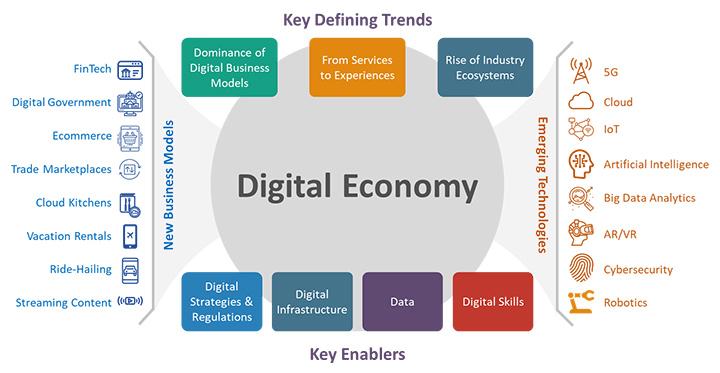 Key Defining Trends
Dominance of
Digital Business
Models
From Services
to Experiences
Rise of Industry
Ecosystems
FinTech
Digital Government
Ecommerce
Trade Marketplaces
Cloud Kitchens
Vacation Rentals
Ride-Hailing
Streaming Content
New Business Models
Digital Economy
Emerging Technologies
5G
Cloud
IoT
Artificial Intelligence
Big Data Analytics
AR/VR
Cybersecurity
Robotics
Digital
Strategies &
Regulations
Digital
Infrastructure
Data
Digital Skills
Key Enablers